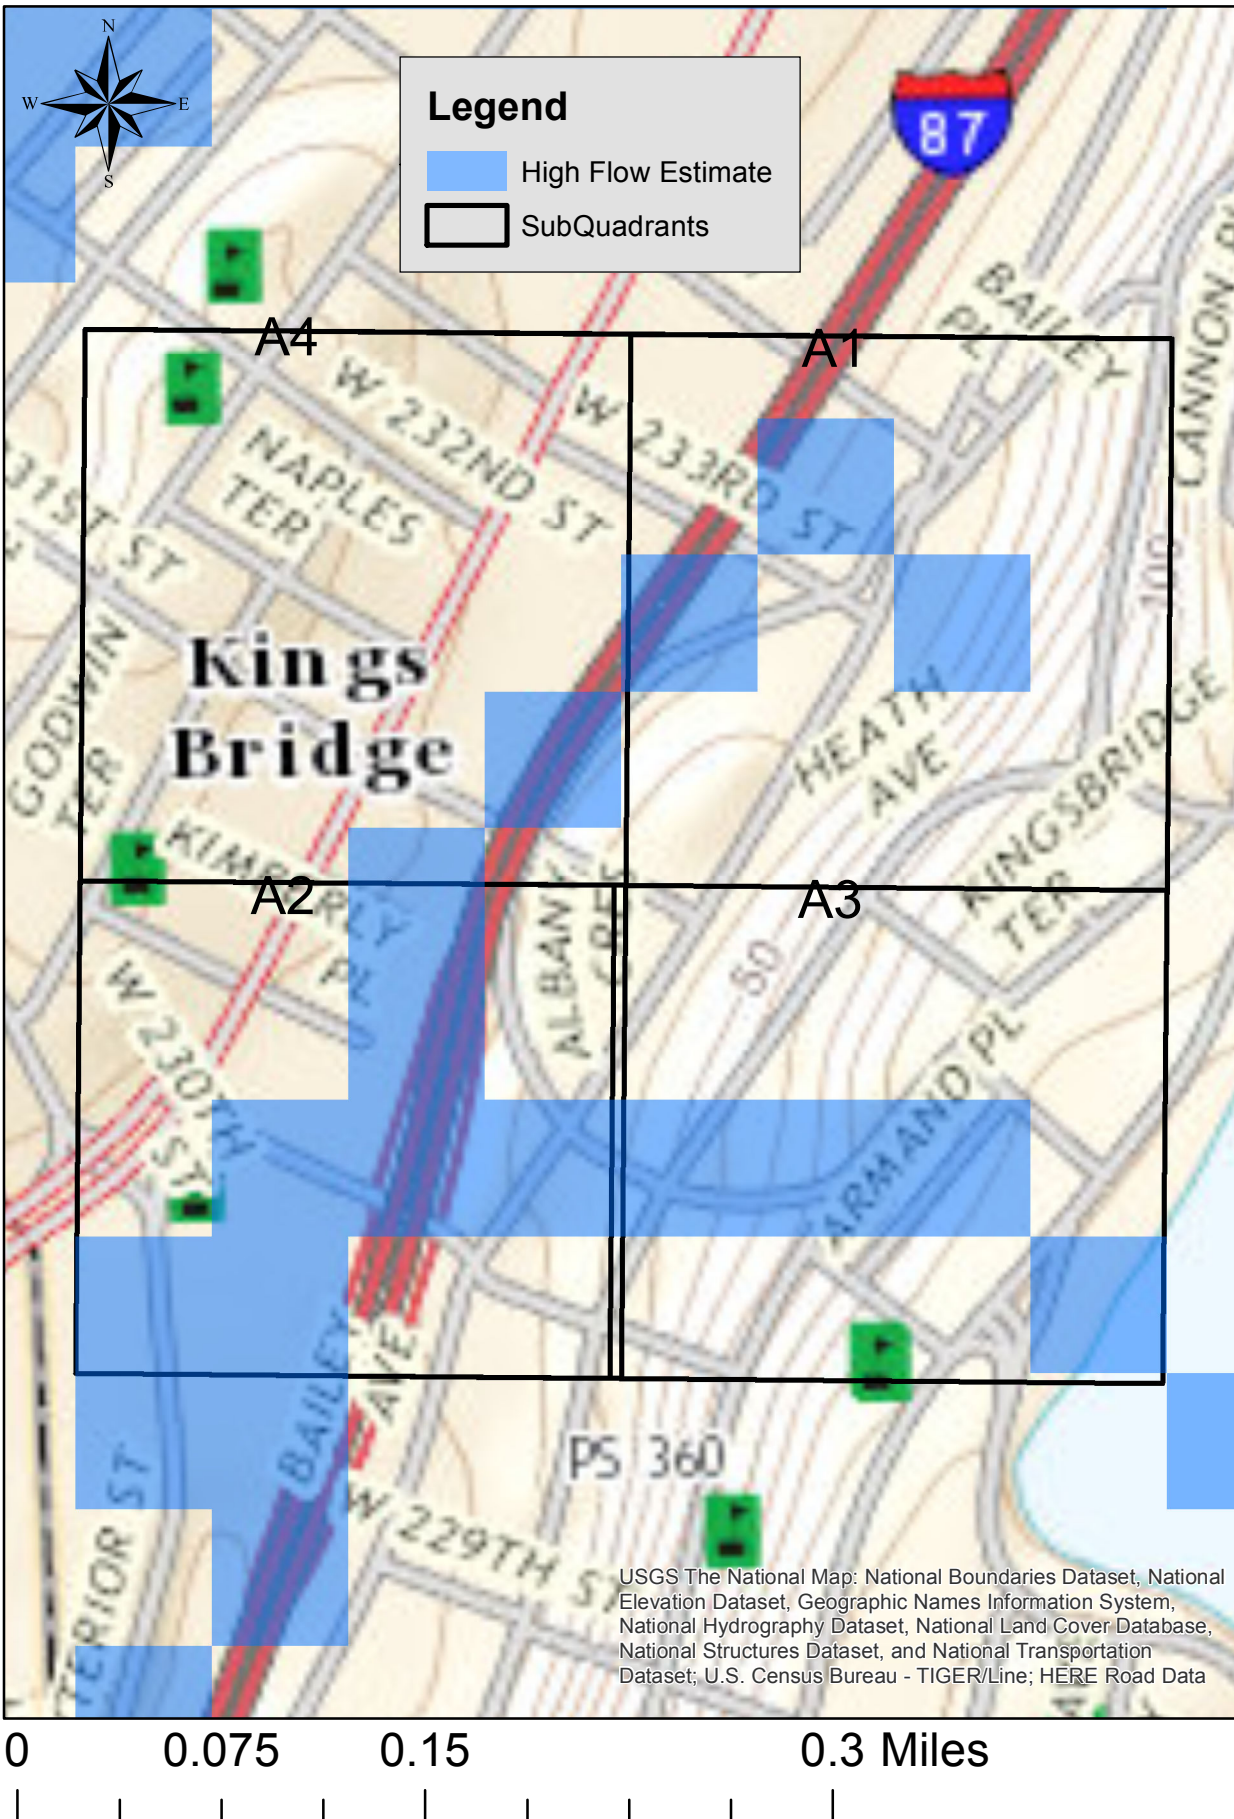 N
W E
S
Legend
High Flow Estimate
SubQuadrants
87
BAILEY
PL
CANNON PL
A4
A1
W 232ND ST
W 233RD ST
NAPLES
TER
31ST ST
100
Kings
Bridge
GODWIN
TER
HEATH
AVE
KINGSBRIDGE
TER
KIMBERLY
PL
A2
A3
ALBANY
CRES
50
W 230TH
ST
ARMAND PL
BAILEY
AVE
PS 360
TERIOR ST
W 229TH ST
USGS The National Map: National Boundaries Dataset, National
Elevation Dataset, Geographic Names Information System,
National Hydrography Dataset, National Land Cover Database,
National Structures Dataset, and National Transportation
Dataset; U.S. Census Bureau - TIGER/Line; HERE Road Data
0 0.075 0.15 0.3 Miles